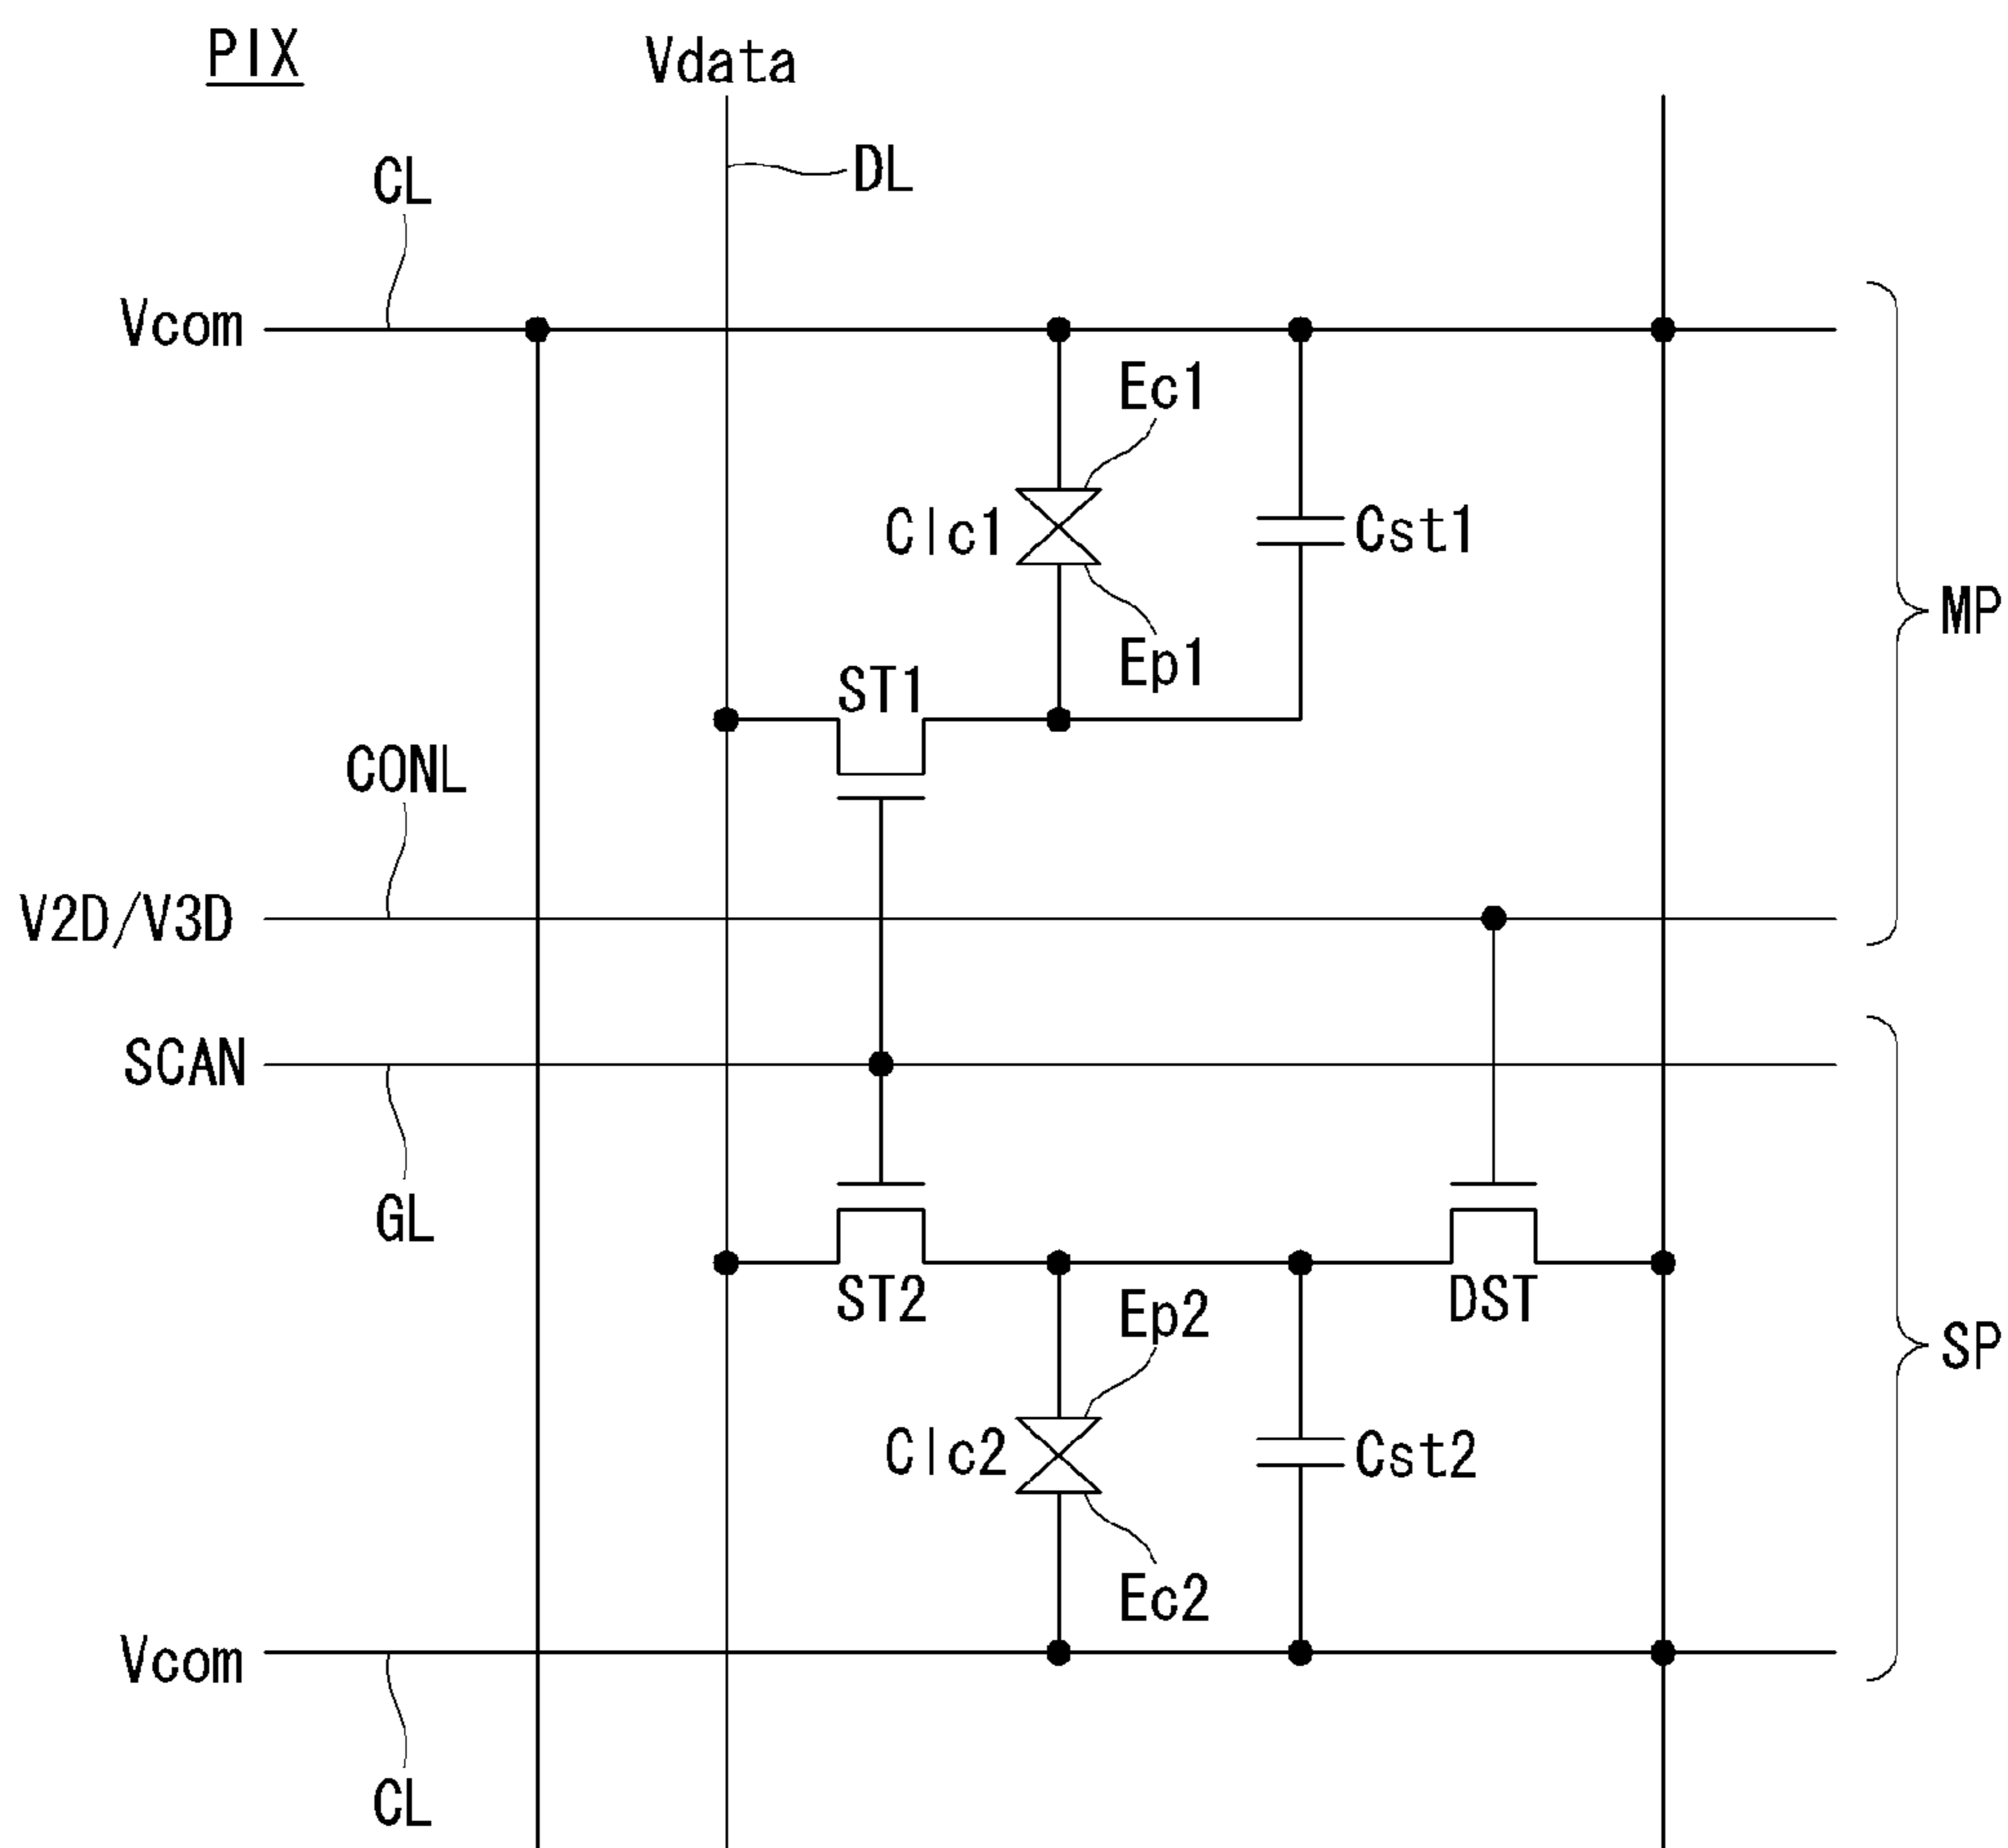 PIX
Vdata
DL
CL
Vcom
Ec1
Clc1
Cst1
Ep1
MP
ST1
CONL
V2D/V3D
SCAN
GL
ST2
Ep2
DST
SP
Clc2
Cst2
Ec2
Vcom
CL